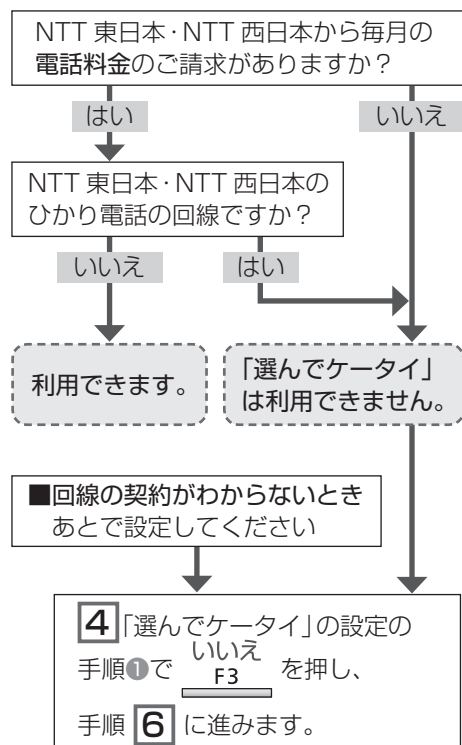 NTT 東日本・NTT 西日本から毎月の
電話料金のご請求がありますか？
はい
いいえ
NTT 東日本・NTT 西日本の
ひかり電話の回線ですか？
いいえ
はい
利用できます。
「選んでケータイ」
は利用できません。
■回線の契約がわからないとき
あとで設定してください
4「選んでケータイ」の設定の
いいえ
手順❶で F3 を押し、
手順 6 に進みます。